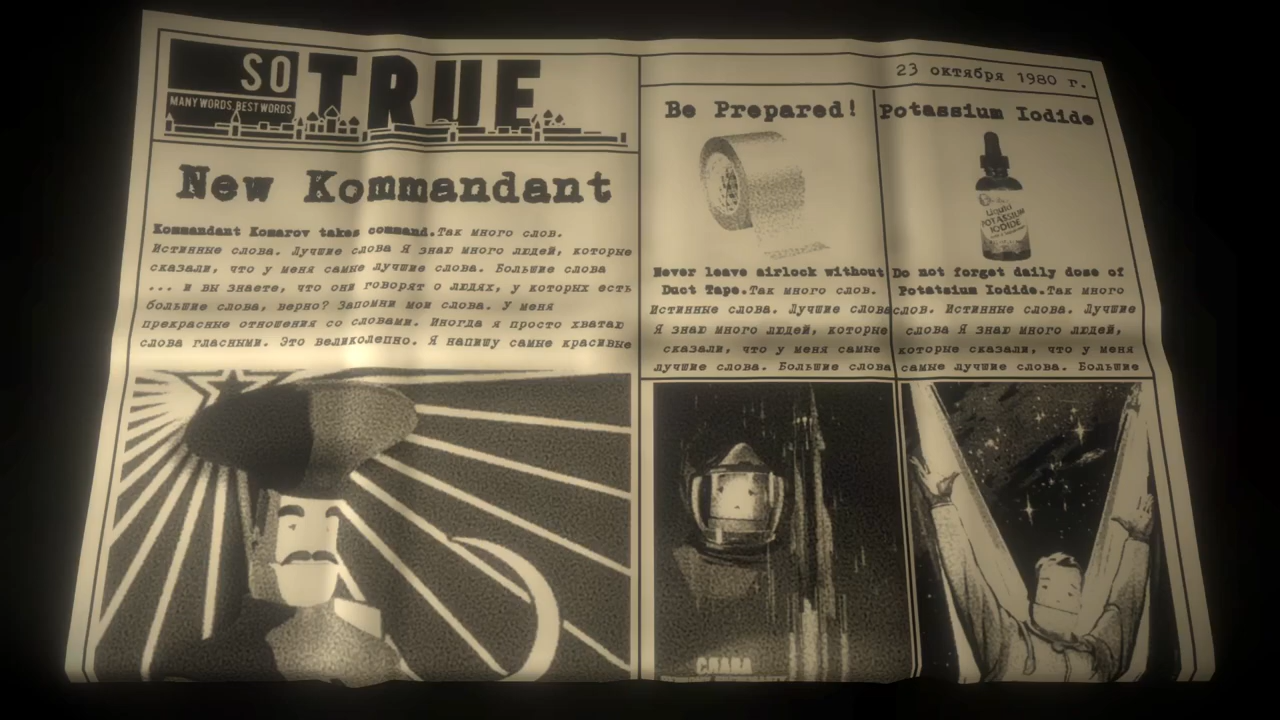 SO TRUE
MANY WORDS BEST WORDS
23 октября 1980 г.
New Kommandant
Kommandant Komarov takes command.Так много слов.
Истинные слова. Лучшие слова Я знаю много людей, которые
сказали, что у меня самые лучшие слова. Большие слова
... и вы знаете, что они говорят о людях, у которых есть
большие слова, верно? Запомни мои слова. У меня
прекрасные отношения со словами. Иногда я просто хватаю
слова гласными. Это великолепно. Я напишу самые красивые
Be Prepared!
Never leave airlock without
Duct Tape.Так много слов.
Истинные слова. Лучшие слова
Я знаю много людей, которые
сказали, что у меня самые
лучшие слова. Большие слова
Potassium Iodide
Liquid
POTASSIUM
IODIDE
Do not forget daily dose of
Potatsium Iodide.Так много
слов. Истинные слова. Лучшие
слова Я знаю много людей,
которые сказали, что у меня
самые лучшие слова. Большие
СЛАВА